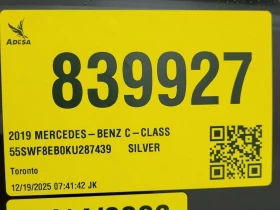 ADESA
839927
2019 MERCEDES-BENZ C-CLASS
55SWF8EB0KU287439 SILVER
Toronto
12/19/2025 07:41:42 JK